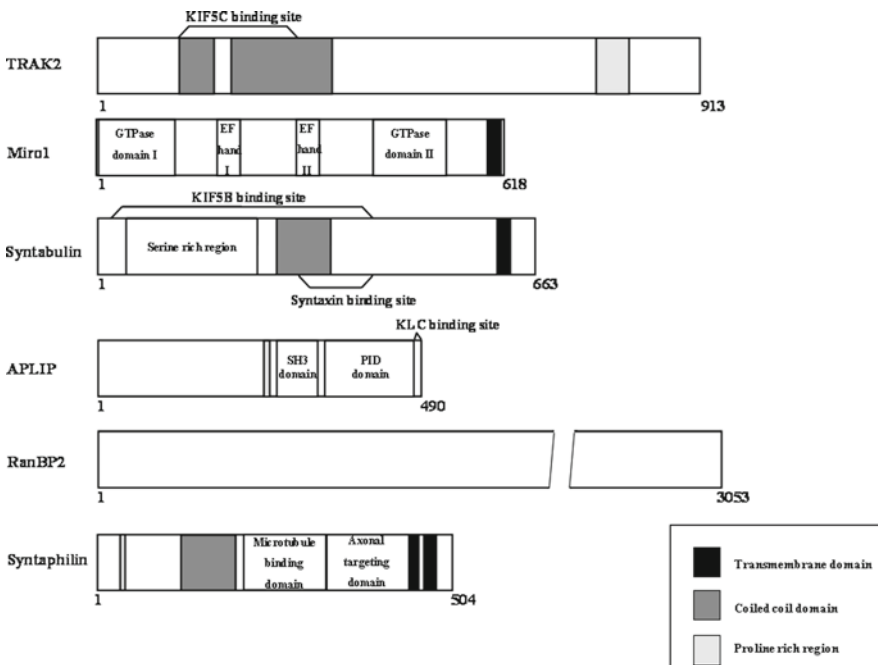 KIF5C binding site
TRAK2
1
913
GTPase
domain I
EF
hand
I
EF
hand
II
GTPase
domain II
Miro1
1
618
KIF5B binding site
Syntabulin
Serine rich region
1
663
Syntaxin binding site
KLC binding site
APLIP
SH3
domain
PID
domain
1
490
RanBP2
1
3053
Syntaphilin
Microtubule
binding
domain
Axonal
targeting
domain
1
504
Transmembrane domain
Coiled coil domain
Proline rich region